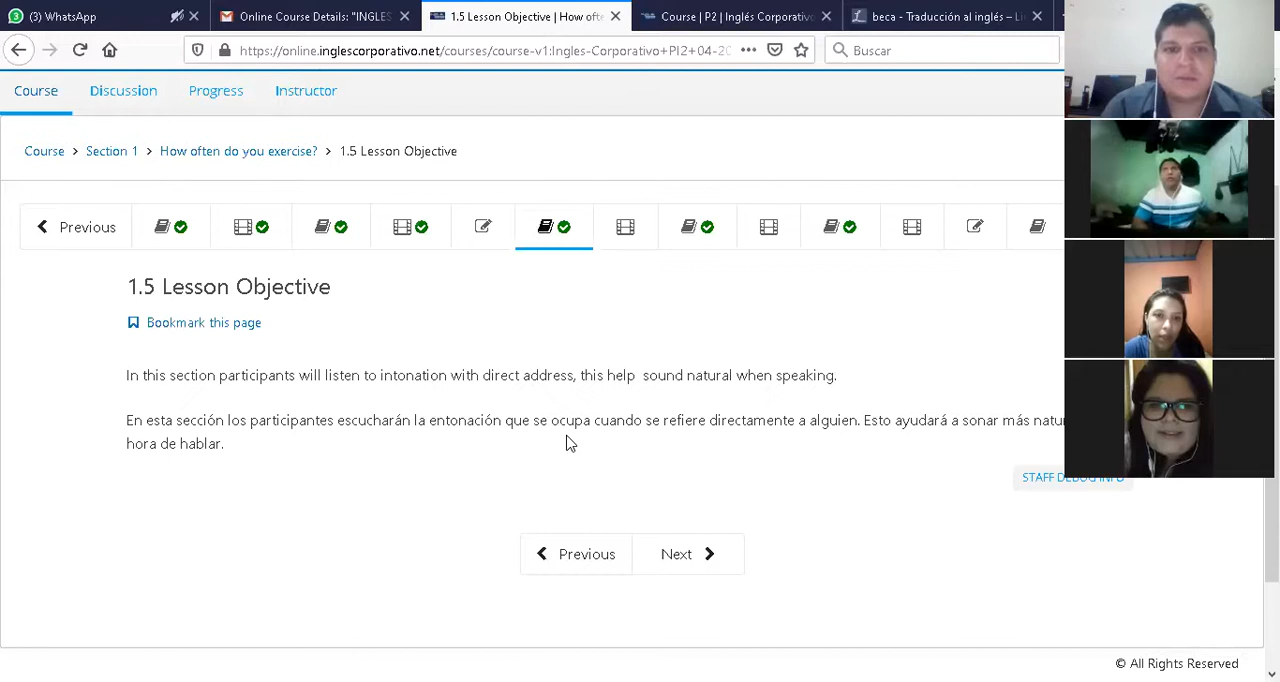 (3) WhatsApp
Online Course Details: "INGLES
1.5 Lesson Objective | How ofte
Course | P2 | Inglés Corporativo
beca - Traducción al inglés – Li
https://online.inglescorporativo.net/courses/course-v1:Ingles-Corporativo+PI2+04-20
Buscar
Course
Discussion
Progress
Instructor
Course > Section 1 > How often do you exercise? > 1.5 Lesson Objective
Previous
1.5 Lesson Objective
Bookmark this page
In this section participants will listen to intonation with direct address, this help sound natural when speaking.
En esta sección los participantes escucharán la entonación que se ocupa cuando se refiere directamente a alguien. Esto ayudará a sonar más natu
hora de hablar.
STAFF DEBUG INFO
Previous
Next
© All Rights Reserved